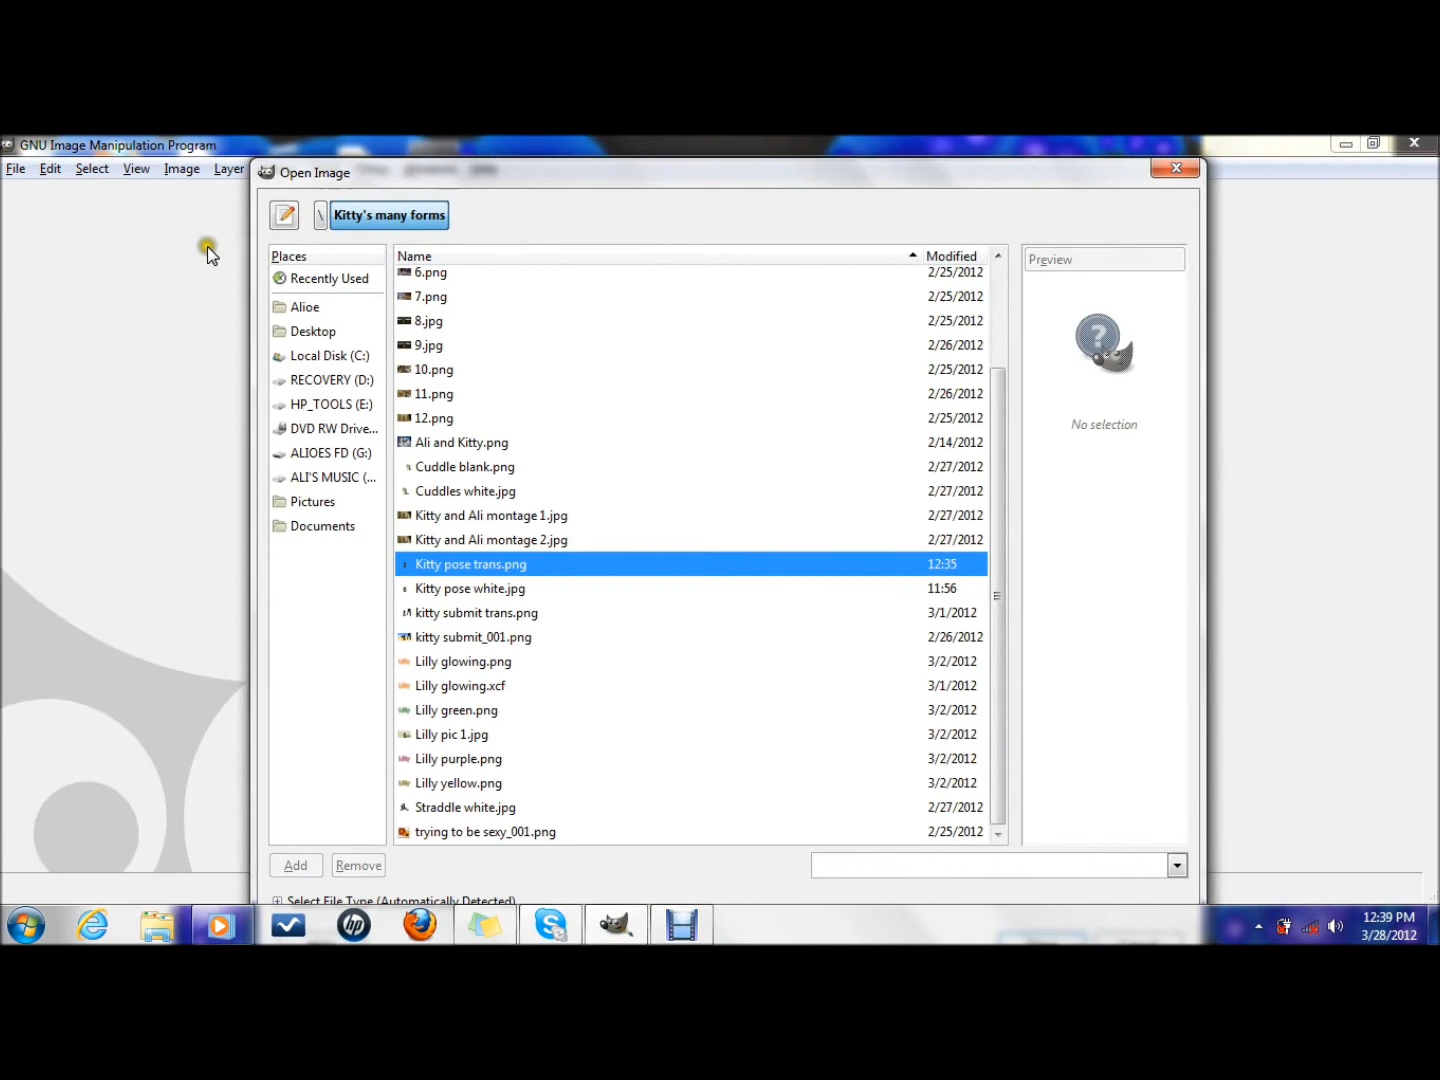 GNU Image Manipulation Program
File Edit Select View Image Layer
Open Image
\ Kitty's many forms
Places
Recently Used
Alioe
Desktop
Local Disk (C:)
RECOVERY (D:)
HP_TOOLS (E:)
DVD RW Drive...
ALIOES FD (G:)
ALI'S MUSIC (...
Pictures
Documents
Name Modified
6.png 2/25/2012
7.png 2/25/2012
8.jpg 2/25/2012
9.jpg 2/26/2012
10.png 2/25/2012
11.png 2/26/2012
12.png 2/25/2012
Ali and Kitty.png 2/14/2012
Cuddle blank.png 2/27/2012
Cuddles white.jpg 2/27/2012
Kitty and Ali montage 1.jpg 2/27/2012
Kitty and Ali montage 2.jpg 2/27/2012
Kitty pose trans.png 12:35
Kitty pose white.jpg 11:56
kitty submit trans.png 3/1/2012
kitty submit_001.png 2/26/2012
Lilly glowing.png 3/2/2012
Lilly glowing.xcf 3/1/2012
Lilly green.png 3/2/2012
Lilly pic 1.jpg 3/2/2012
Lilly purple.png 3/2/2012
Lilly yellow.png 3/2/2012
Straddle white.jpg 2/27/2012
trying to be sexy_001.png 2/25/2012
Preview
No selection
Add Remove
Select File Type (Automatically Detected)
hp
12:39 PM
3/28/2012